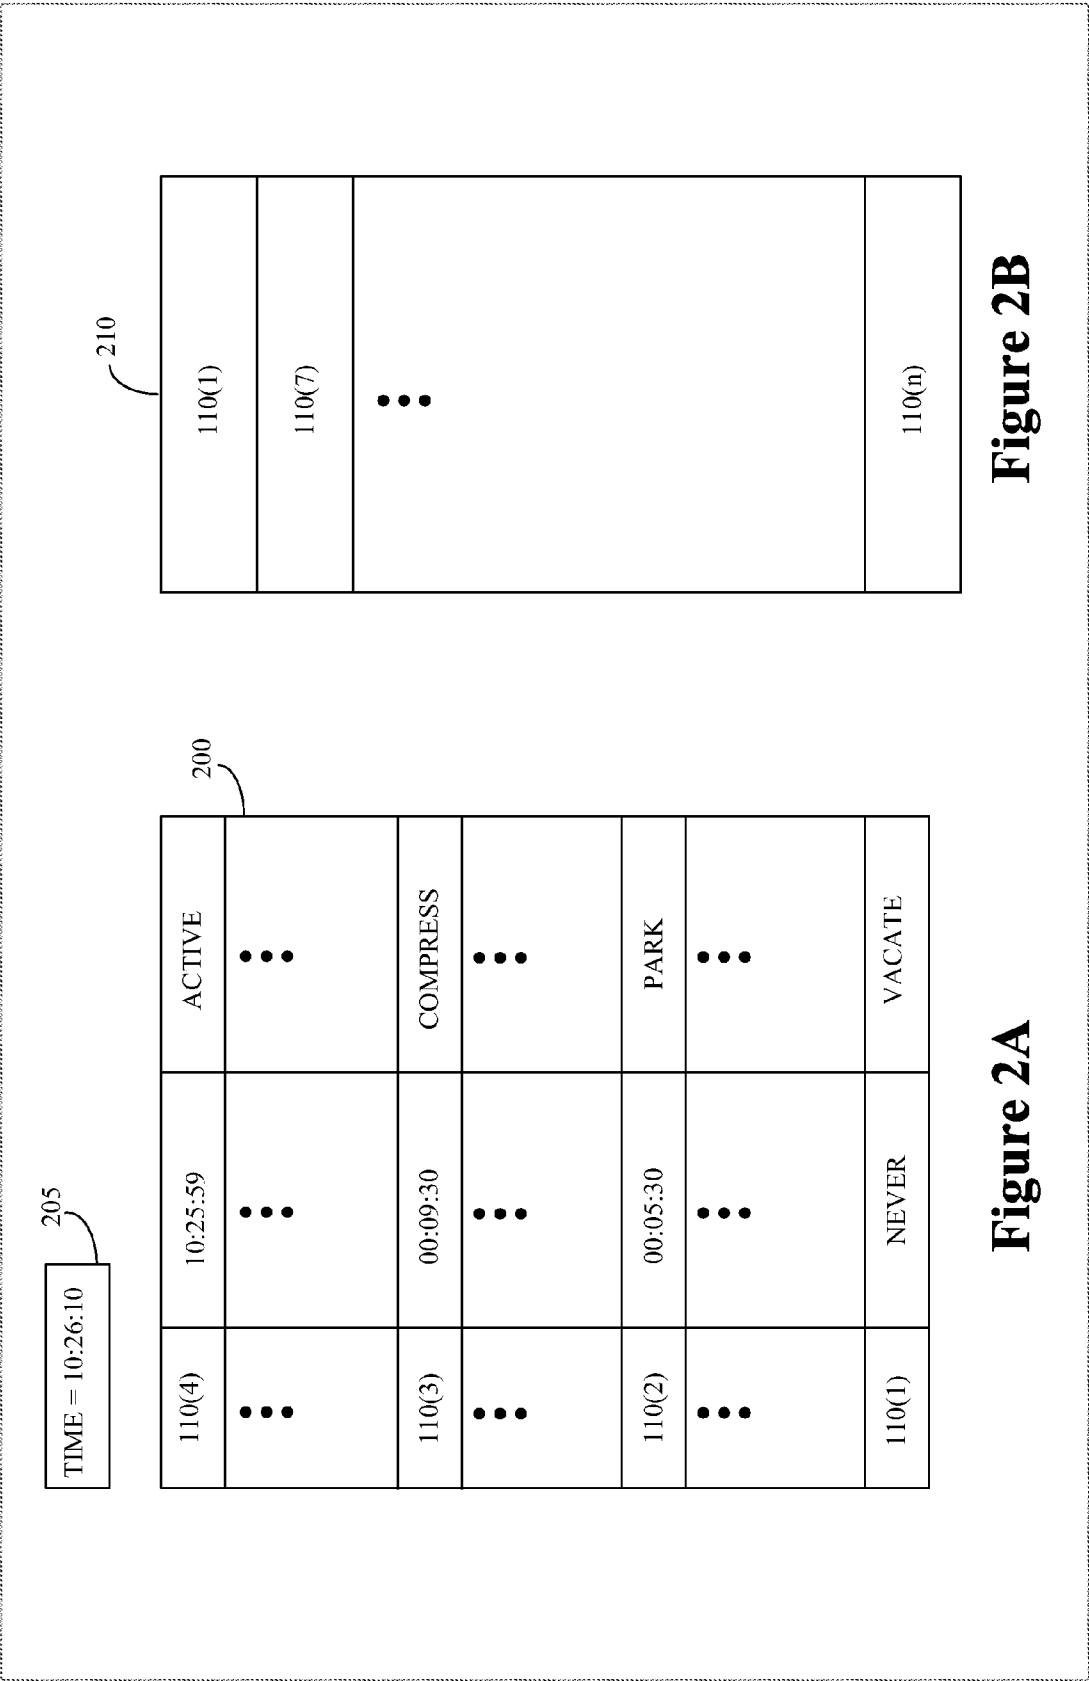 TIME = 10:26:10
205
200
110(4) 10:25:59 ACTIVE
110(3) 00:09:30 COMPRESS
110(2) 00:05:30 PARK
110(1) NEVER VACATE
Figure 2A
210
110(1)
110(7)
110(n)
Figure 2B